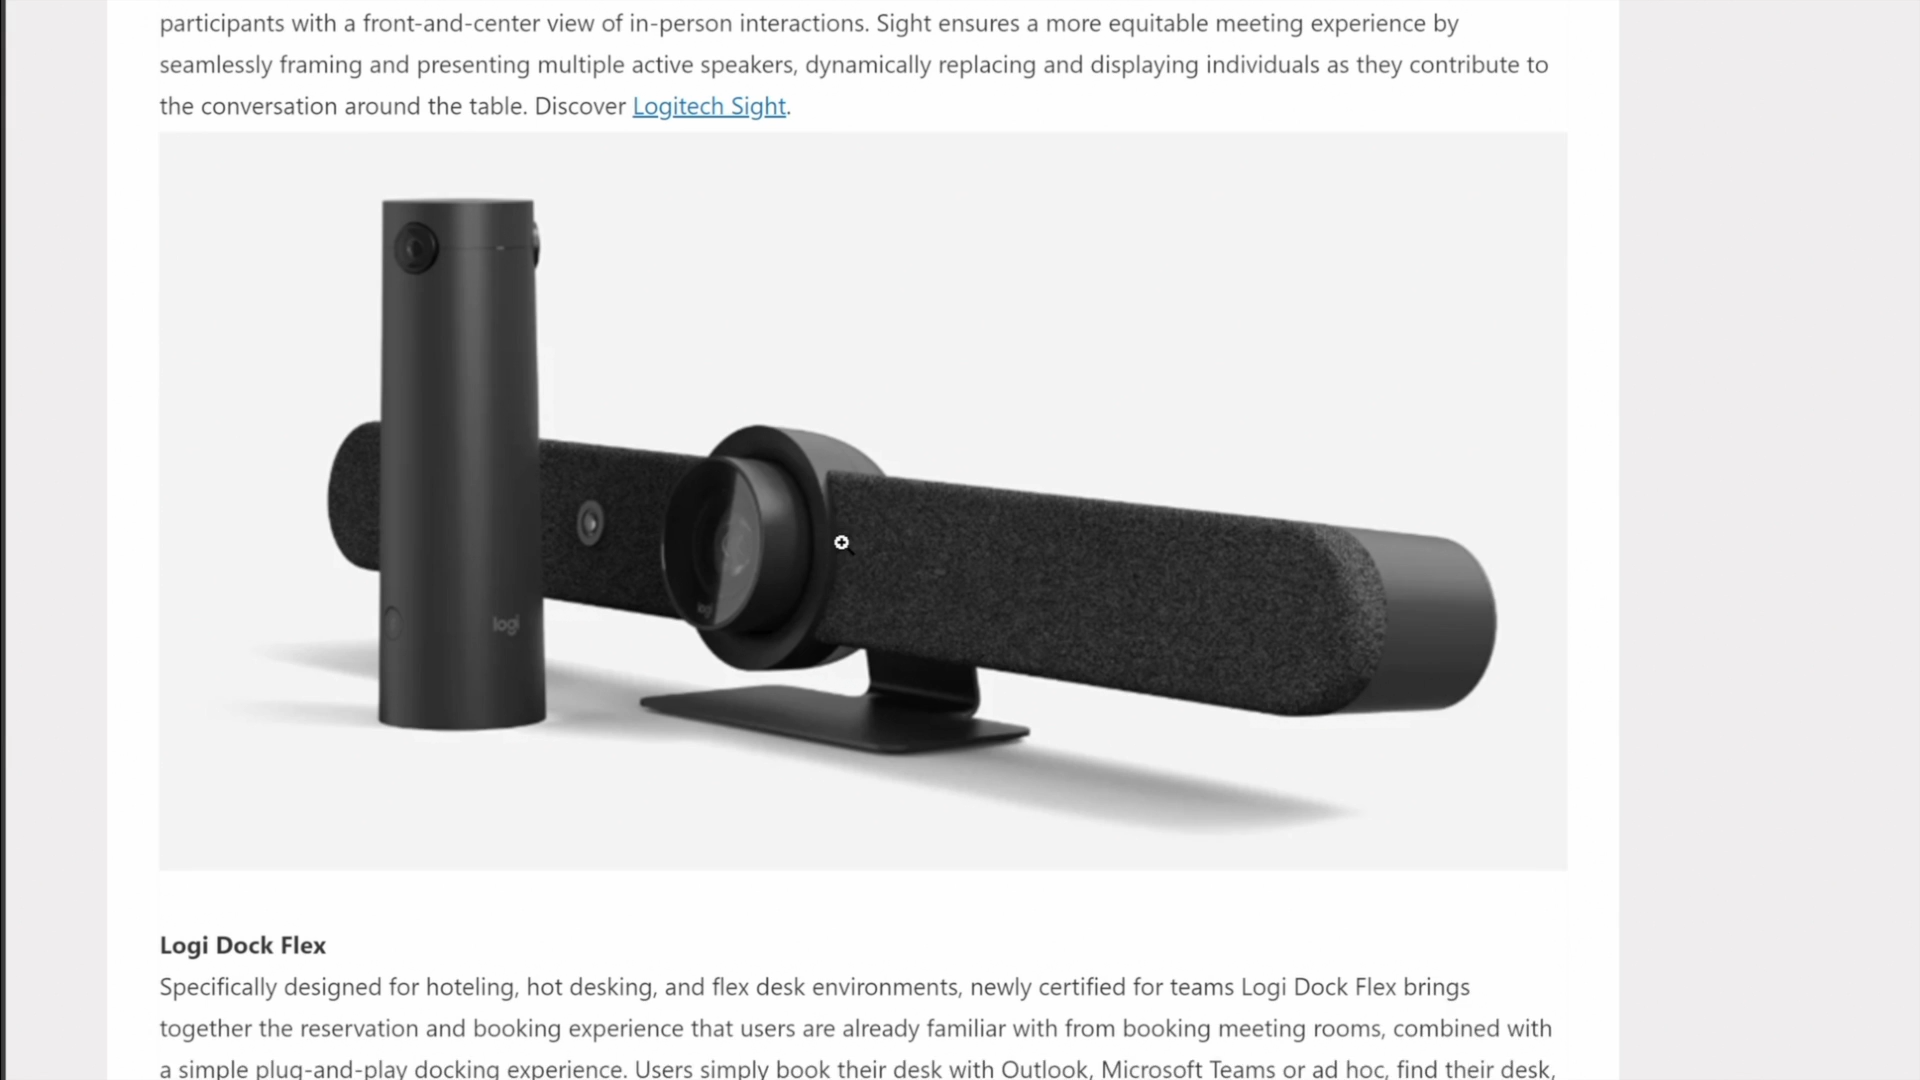 participants with a front-and-center view of in-person interactions. Sight ensures a more equitable meeting experience by
seamlessly framing and presenting multiple active speakers, dynamically replacing and displaying individuals as they contribute to
the conversation around the table. Discover Logitech Sight.
logi
logi
Logi Dock Flex
Specifically designed for hoteling, hot desking, and flex desk environments, newly certified for teams Logi Dock Flex brings
together the reservation and booking experience that users are already familiar with from booking meeting rooms, combined with
a simple plug-and-play docking experience. Users simply book their desk with Outlook, Microsoft Teams or ad hoc, find their desk,